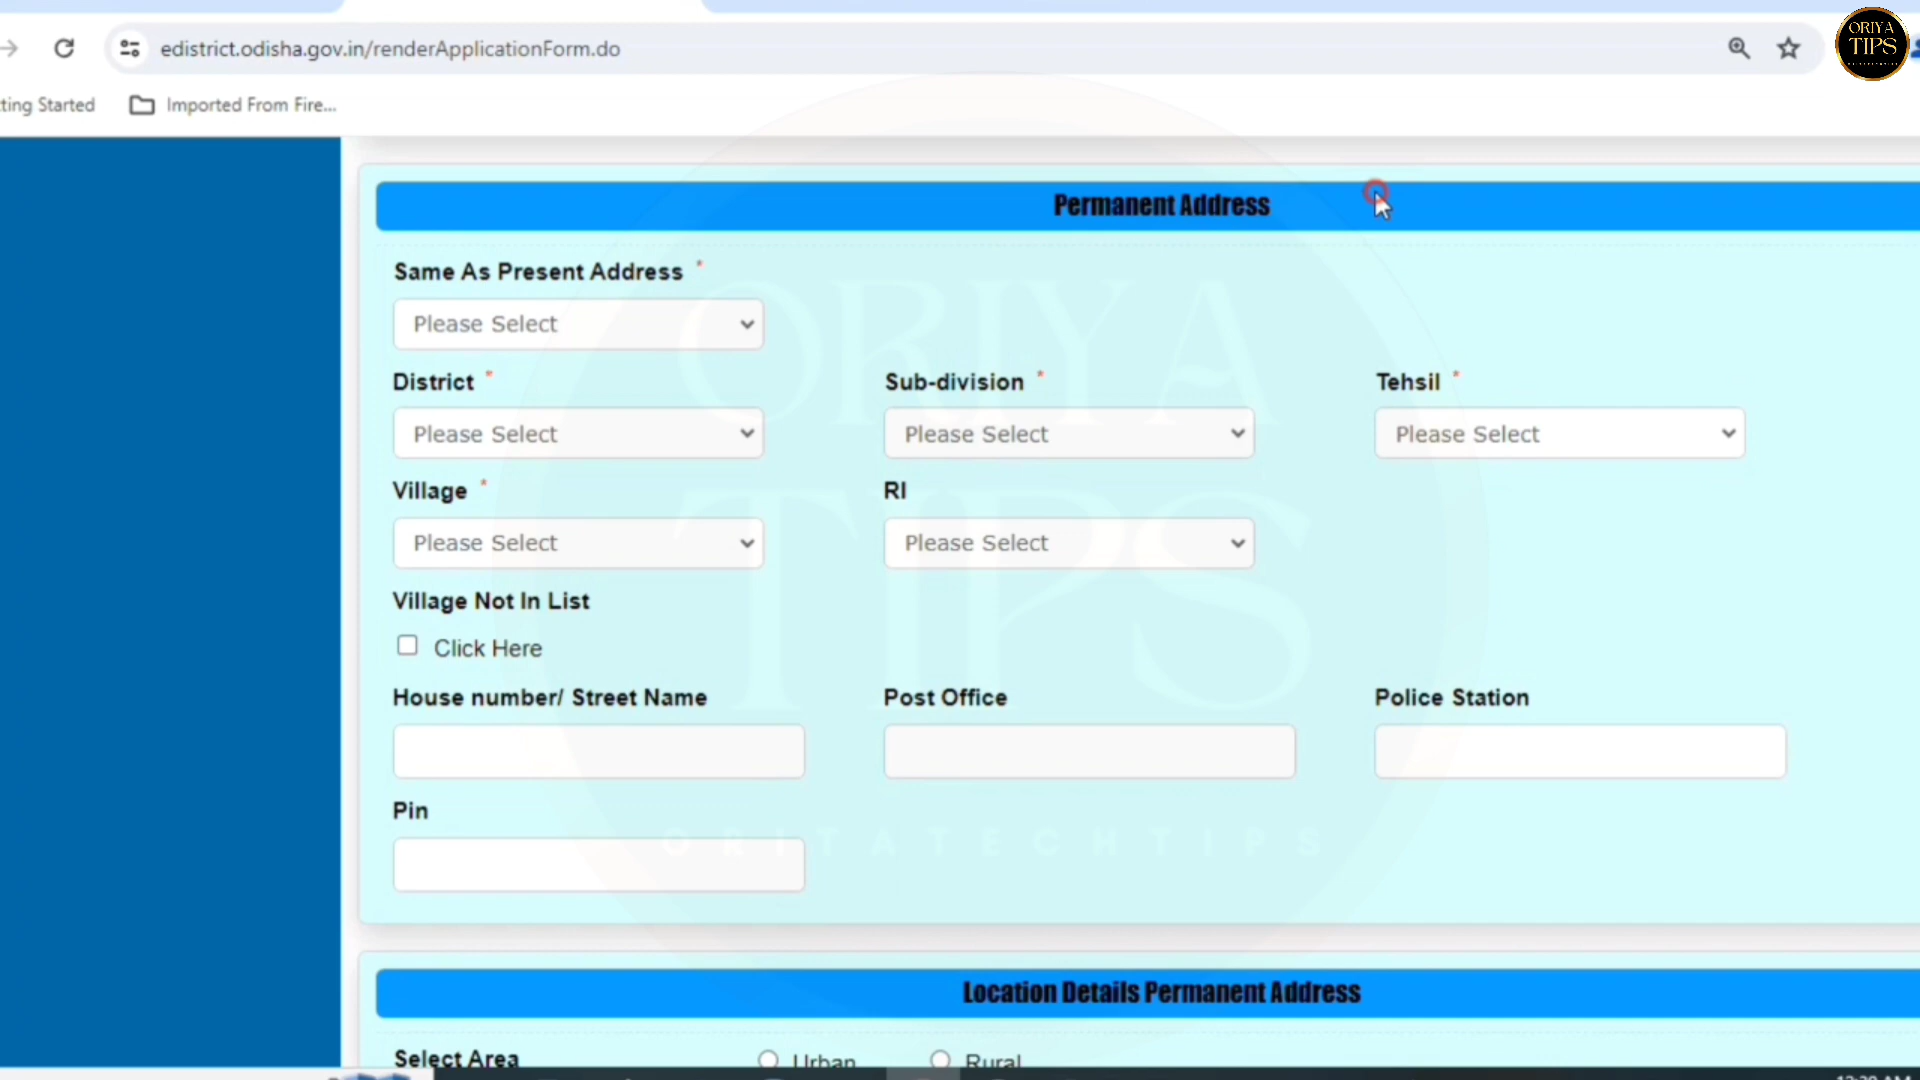 edistrict.odisha.gov.in/renderApplicationForm.do
ORIYA
TIPS
ting Started
Imported From Fire...
Permanent Address
Same As Present Address *
Please Select
District *
Sub-division *
Tehsil *
Please Select
Please Select
Please Select
Village *
RI
Please Select
Please Select
Village Not In List
Click Here
House number/ Street Name
Post Office
Police Station
Pin
ORIYA
TIPS
ORITATECHTIPS
Location Details Permanent Address
Select Area
Urban
Rural